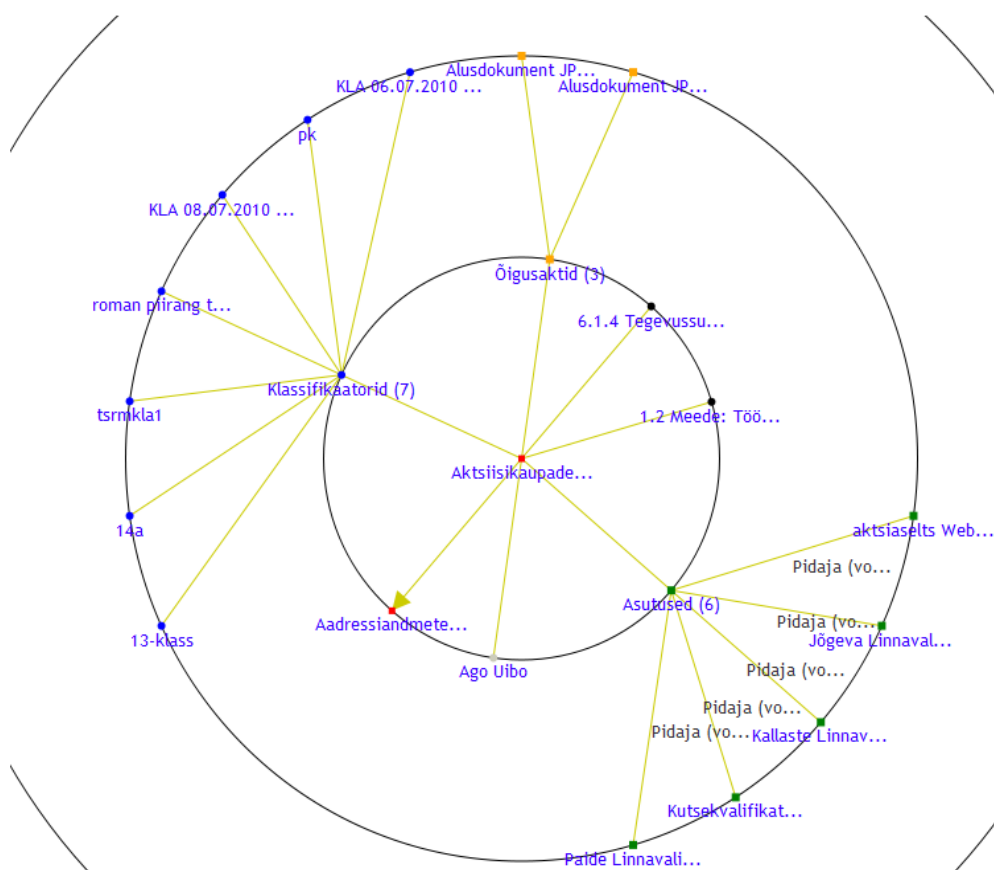 Alusdokument JP...
KLA 06.07.2010 ...
Alusdokument JP...
pk
KLA 08.07.2010 ...
Õigusaktid (3)
roman piirang t...
6.1.4 Tegevussu...
Klassifikaatorid (7)
tsrmkla1
1.2 Meede: Töö...
Aktsiisikaupade...
14a
aktsiaselts Web...
Pidaja (vo...
Asutused (6)
Aadressiandmete...
Pidaja (vo...
13-klass
Jõgeva Linnaval...
Ago Uibo
Pidaja (vo...
Pidaja (vo...
Pidaja (vo...
Kallaste Linnav...
Kutsekvalifikat...
Paide Linnavali...